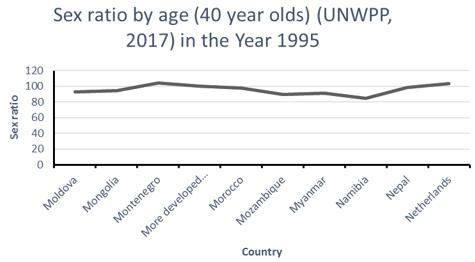 Sex ratio by age (40 year olds) (UNWPP,
2017) in the Year 1995
120
100
80
60
40
20
0
Sex ratio
Moldova
Mongolia
Montenegro
More developed...
Morocco
Mozambique
Myanmar
Namibia
Nepal
Netherlands
Country